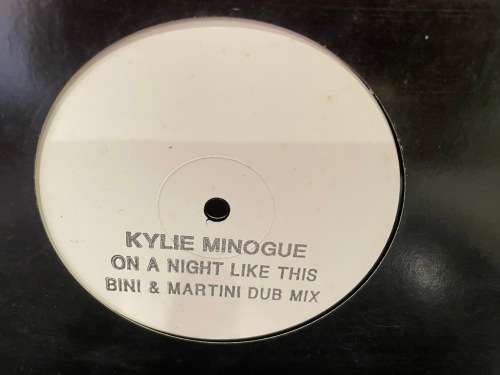 KYLIE MINOGUE
ON A NIGHT LIKE THIS
BINI & MARTINI DUB MIX